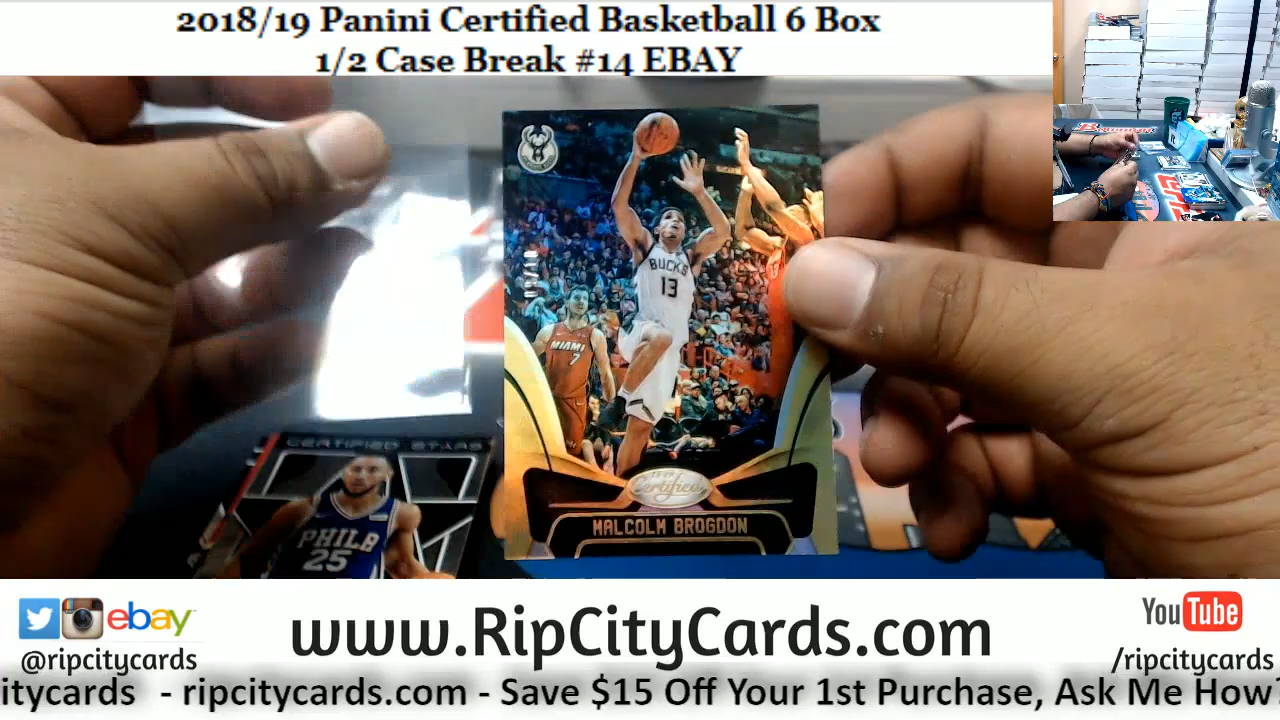 2018/19 Panini Certified Basketball 6 Box
1/2 Case Break #14 EBAY
BUCKS
13
MIAMI
7
CERTIFIED STARS
PHILA
25
Certified
MALCOLM BROGDON
ebay
@ripcitycards
www.RipCityCards.com
YouTube
/ripcitycards
itycards - ripcitycards.com - Save $15 Off Your 1st Purchase, Ask Me How?